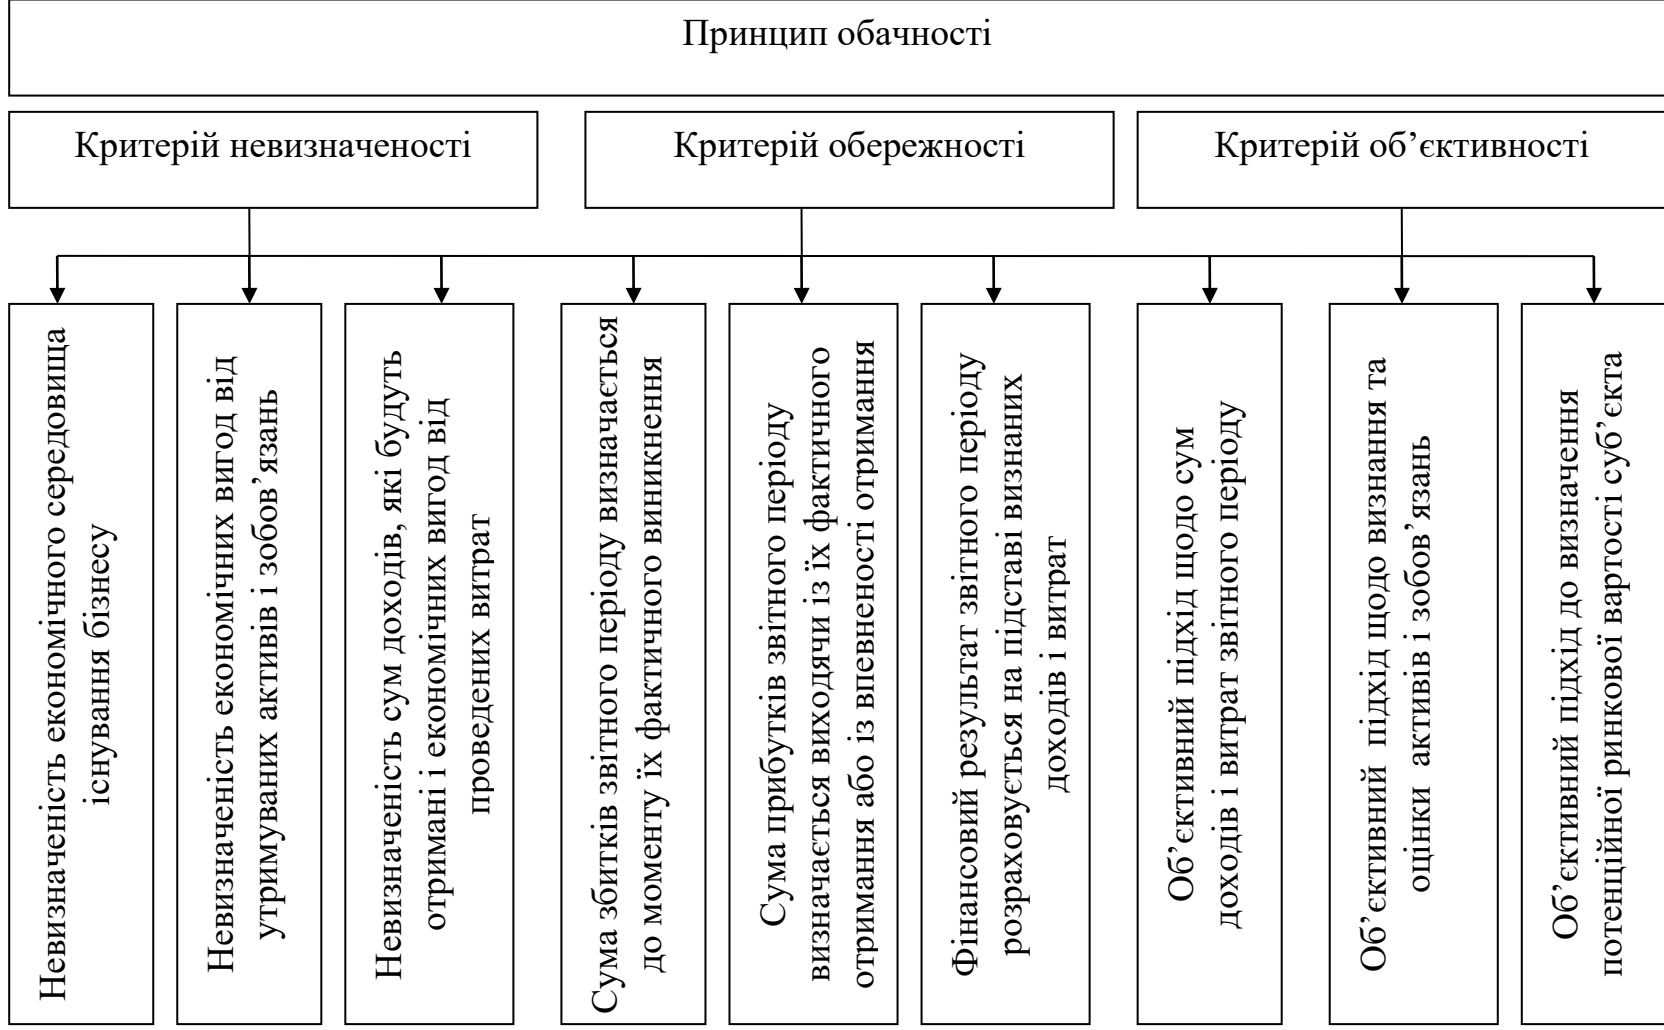 Принцип обачності
Критерій невизначеності
Критерій обережності
Критерій об’єктивності
Невизначеність економічного середовища
існування бізнесу
Невизначеність економічних вигод від
утримуваних активів і зобов’язань
Невизначеність сум доходів, які будуть
отримані і економічних вигод від
проведених витрат
Сума збитків звітного періоду визначається
до моменту їх фактичного виникнення
Сума прибутків звітного періоду
визначається виходячи із їх фактичного
отримання або із впевненості отримання
Фінансовий результат звітного періоду
розраховується на підставі визнаних
доходів і витрат
Об’єктивний підхід щодо сум
доходів і витрат звітного періоду
Об’єктивний підхід щодо визнання та
оцінки активів і зобов’язань
Об’єктивний підхід до визначення
потенційної ринкової вартості суб’єкта